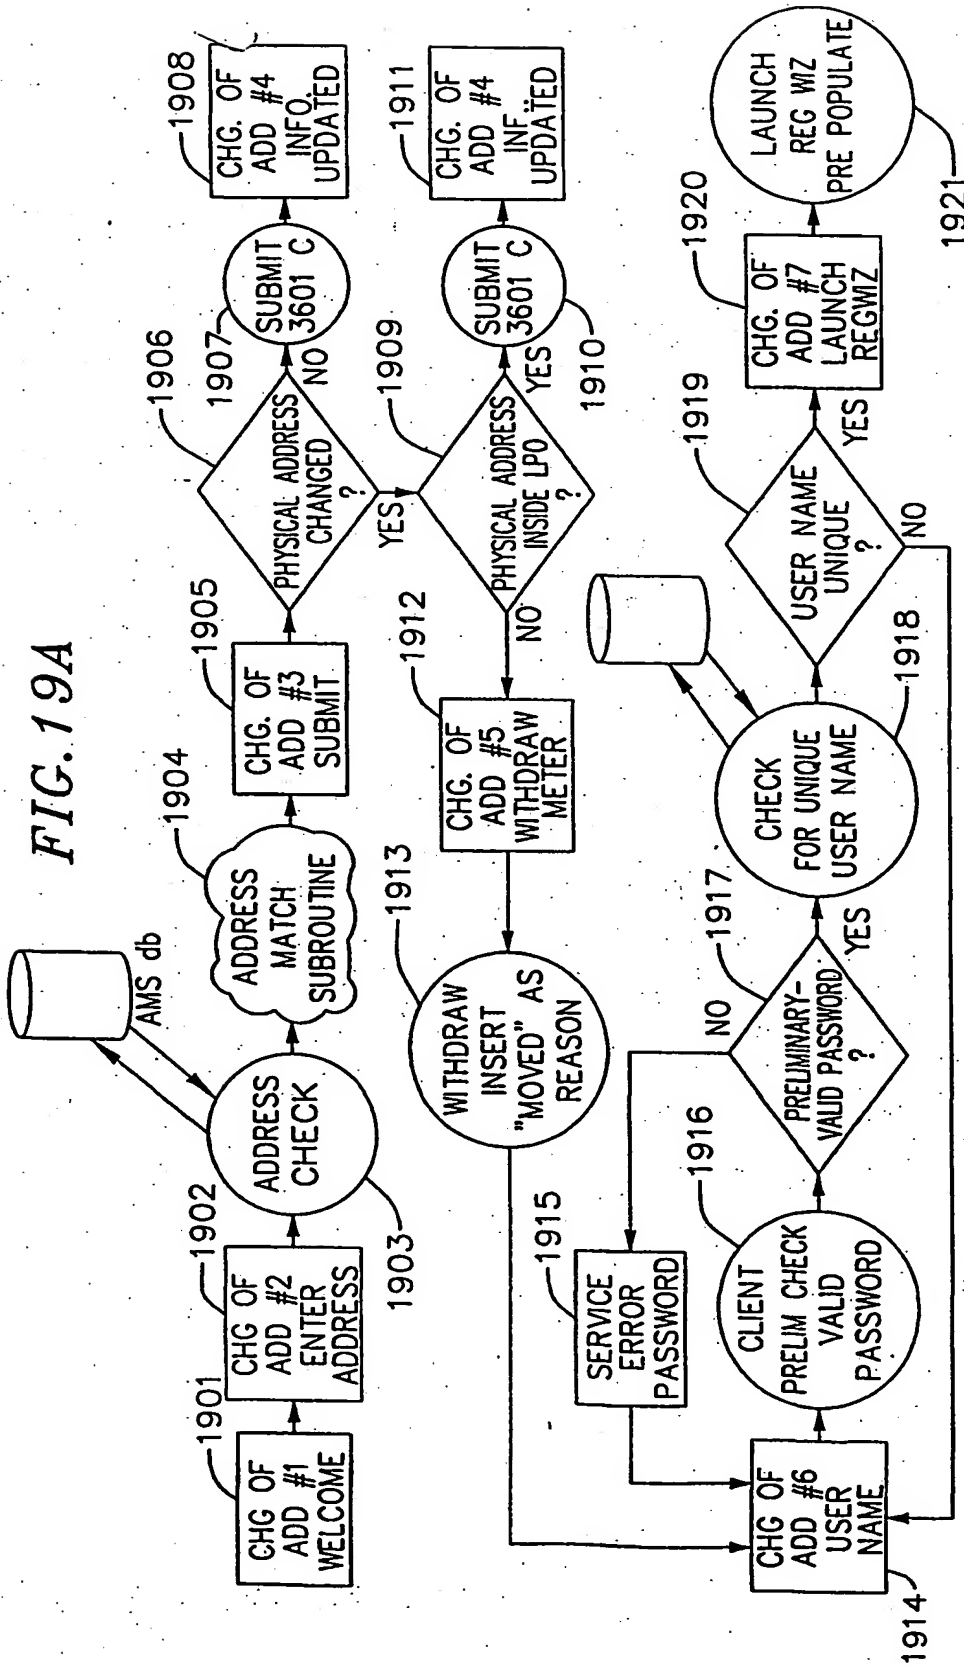 FIG.19A
1901
CHG OF
ADD #1
WELCOME
1902
CHG OF
ADD #2
ENTER
ADDRESS
1903
ADDRESS
CHECK
AMS db
1904
ADDRESS
MATCH
SUBROUTINE
1905
CHG. OF
ADD #3
SUBMIT
1906
PHYSICAL ADDRESS
CHANGED
?
NO
YES
1907
SUBMIT
3601 C
1908
CHG. OF
ADD #4
INFO.
UPDATED
1909
PHYSICAL ADDRESS
INSIDE LPO
?
YES
NO
1910
SUBMIT
3601 C
1911
CHG. OF
ADD #4
INF.
UPDATED
1912
CHG. OF
ADD #5
WITHDRAW
METER
1913
WITHDRAW
INSERT
"MOVED" AS
REASON
1914
CHG OF
ADD #6
USER
NAME
1915
SERVICE
ERROR
PASSWORD
1916
CLIENT
PRELIM CHECK
VALID
PASSWORD
1917
PRELIMINARY-
VALID PASSWORD
?
NO
YES
1918
CHECK
FOR UNIQUE
USER NAME
1919
USER NAME
UNIQUE
?
YES
NO
1920
CHG. OF
ADD #7
LAUNCH
REGWIZ
1921
LAUNCH
REG WIZ
PRE POPULATE